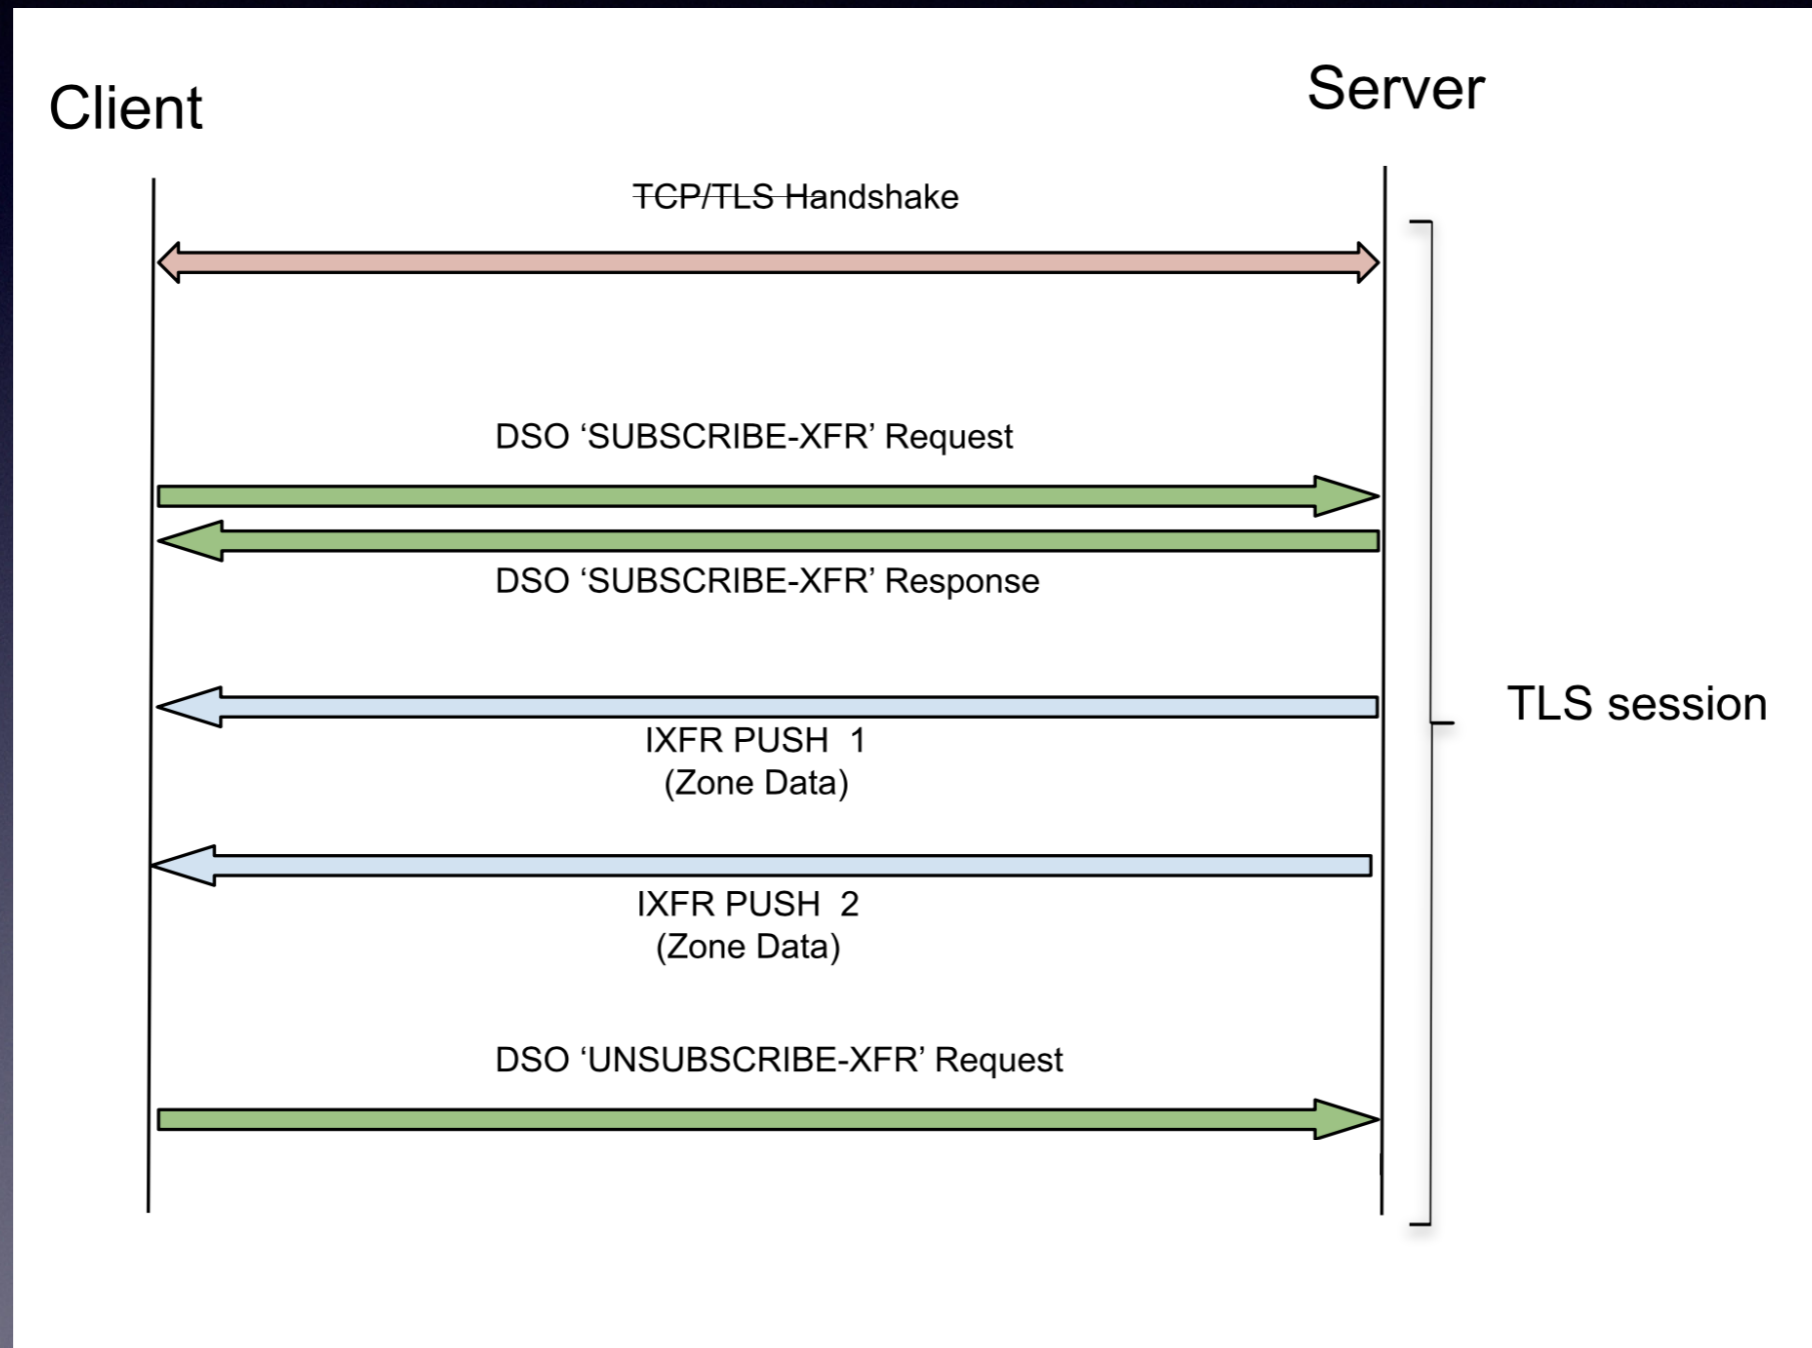 Client
Server
TCP/TLS Handshake
DSO ‘SUBSCRIBE-XFR’ Request
DSO ‘SUBSCRIBE-XFR’ Response
TLS session
IXFR PUSH  1
(Zone Data)
IXFR PUSH  2
(Zone Data)
DSO ‘UNSUBSCRIBE-XFR’ Request